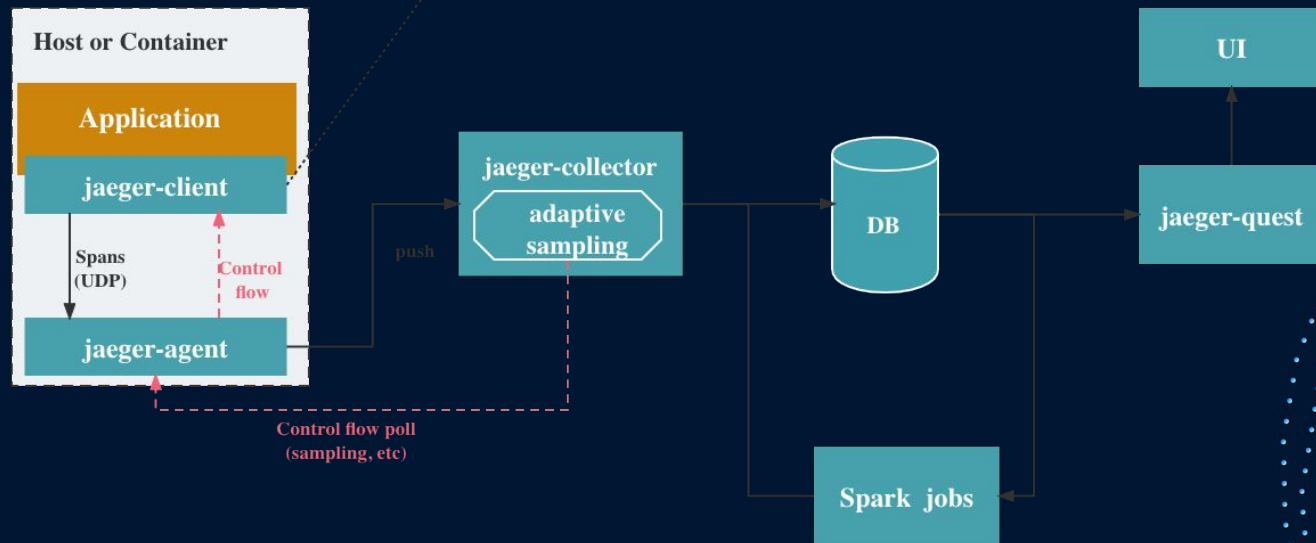 Host or Container
Application
jaeger-client
Spans
(UDP)
Control
flow
jaeger-agent
push
Control flow poll
(sampling, etc)
jaeger-collector
adaptive
sampling
DB
Spark jobs
UI
jaeger-quest